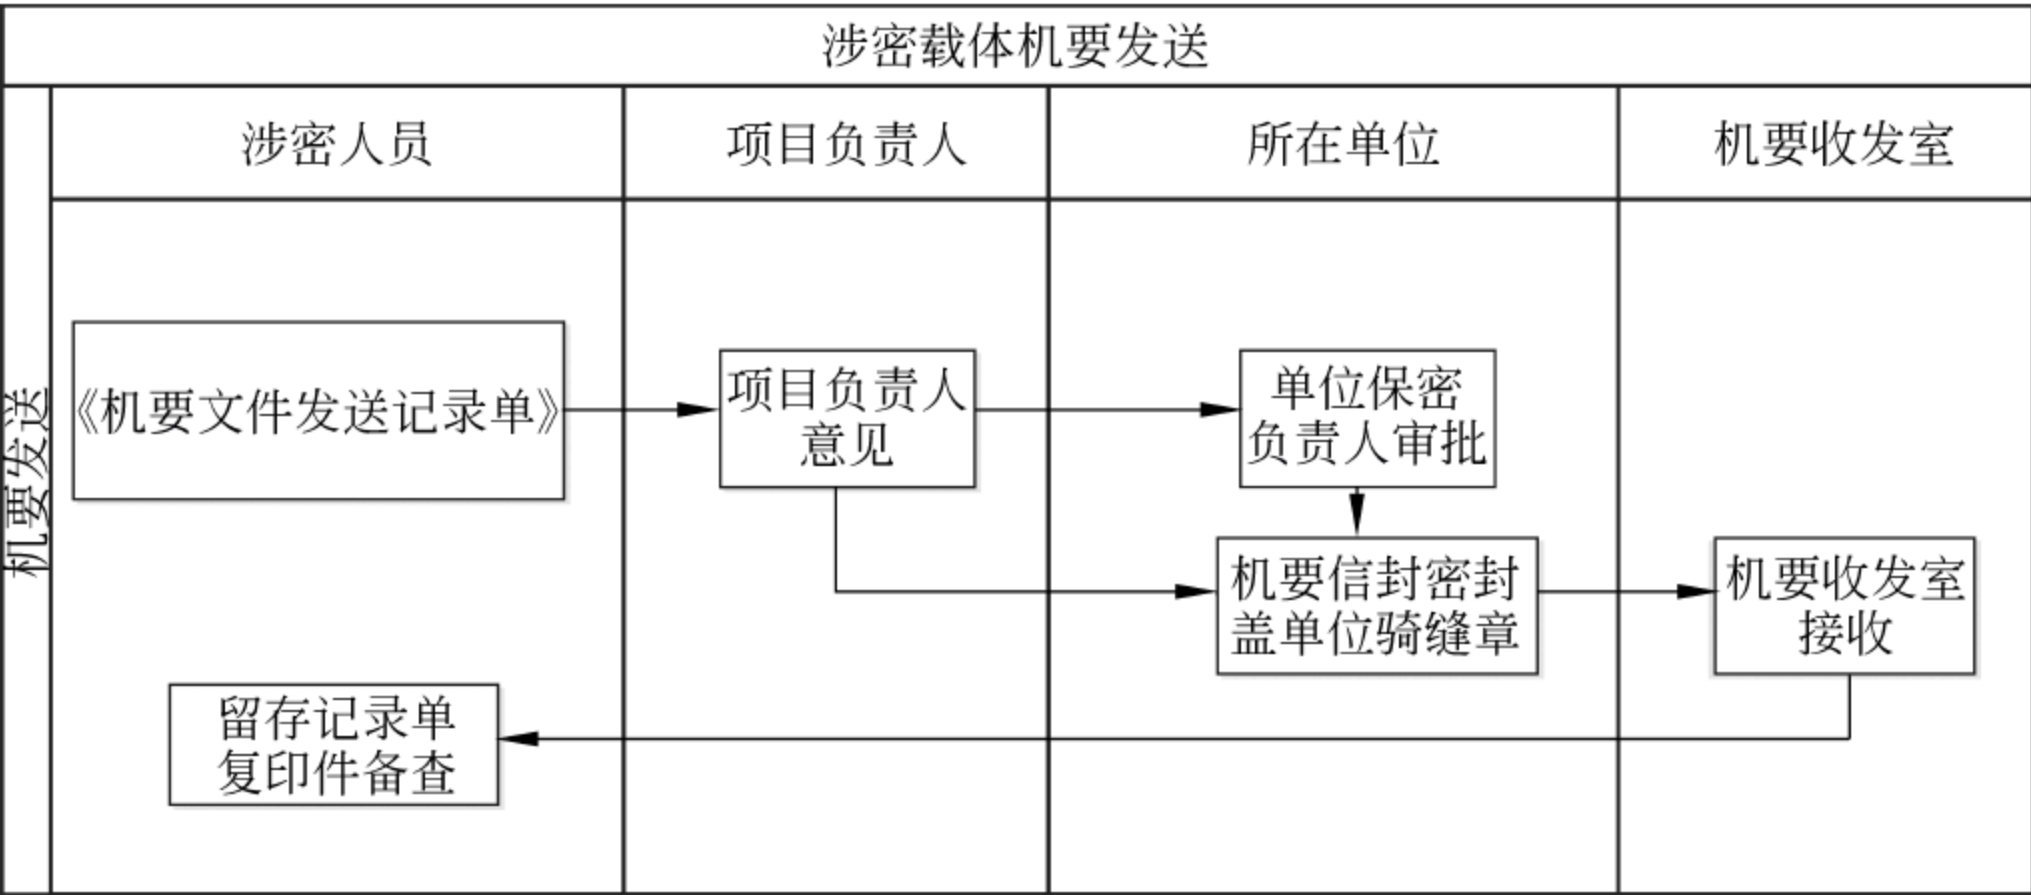 涉密载体机要发送
涉密人员
项目负责人
所在单位
机要收发室
机要发送
《机要文件发送记录单》
项目负责人
意见
单位保密
负责人审批
机要信封密封
盖单位骑缝章
机要收发室
接收
留存记录单
复印件备查